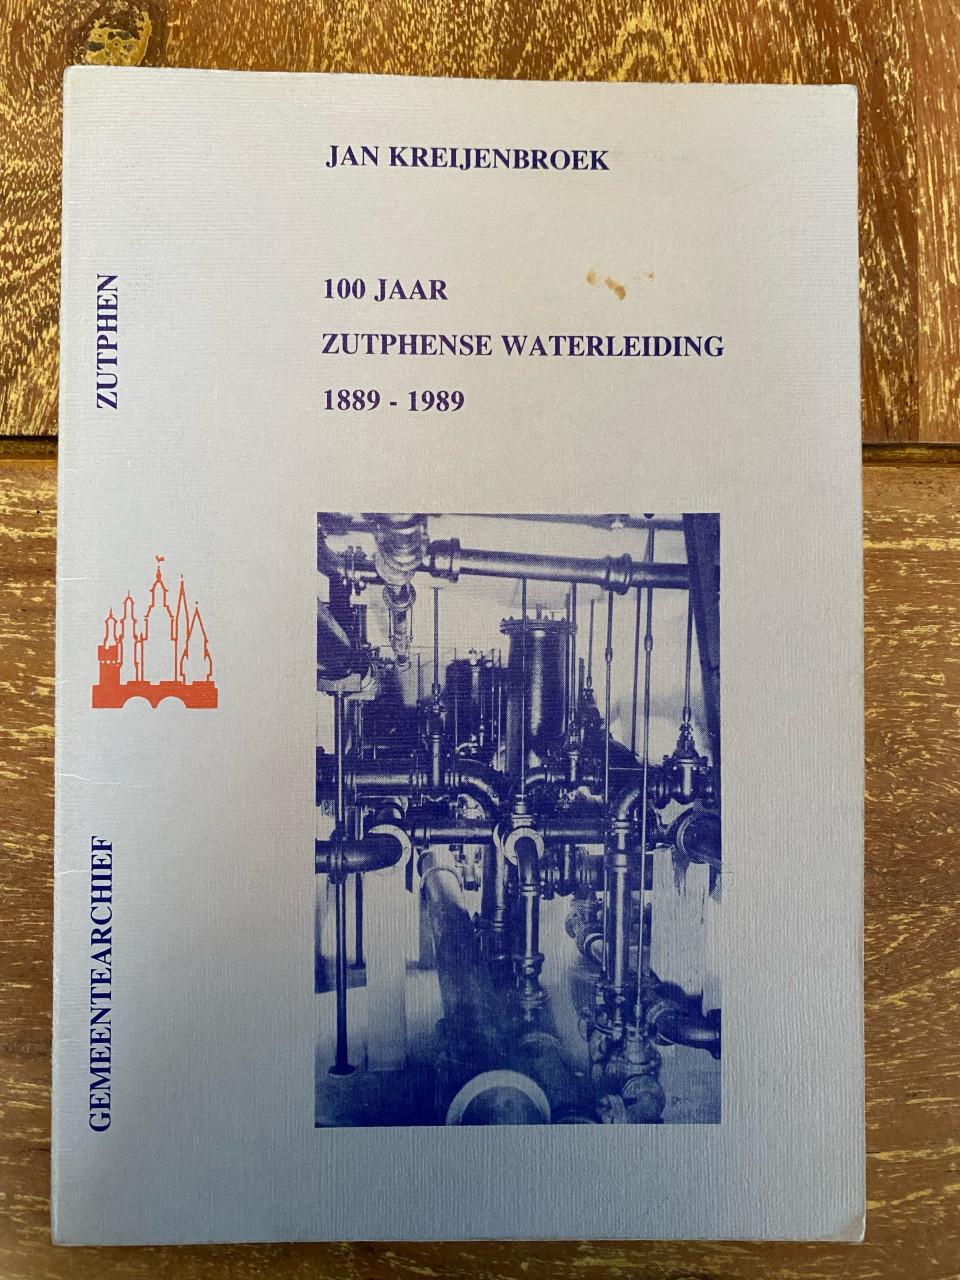 JAN KREIJENBROEK
100 JAAR
ZUTPHENSE WATERLEIDING
1889 - 1989
GEMEENTEARCHIEF
ZUTPHEN